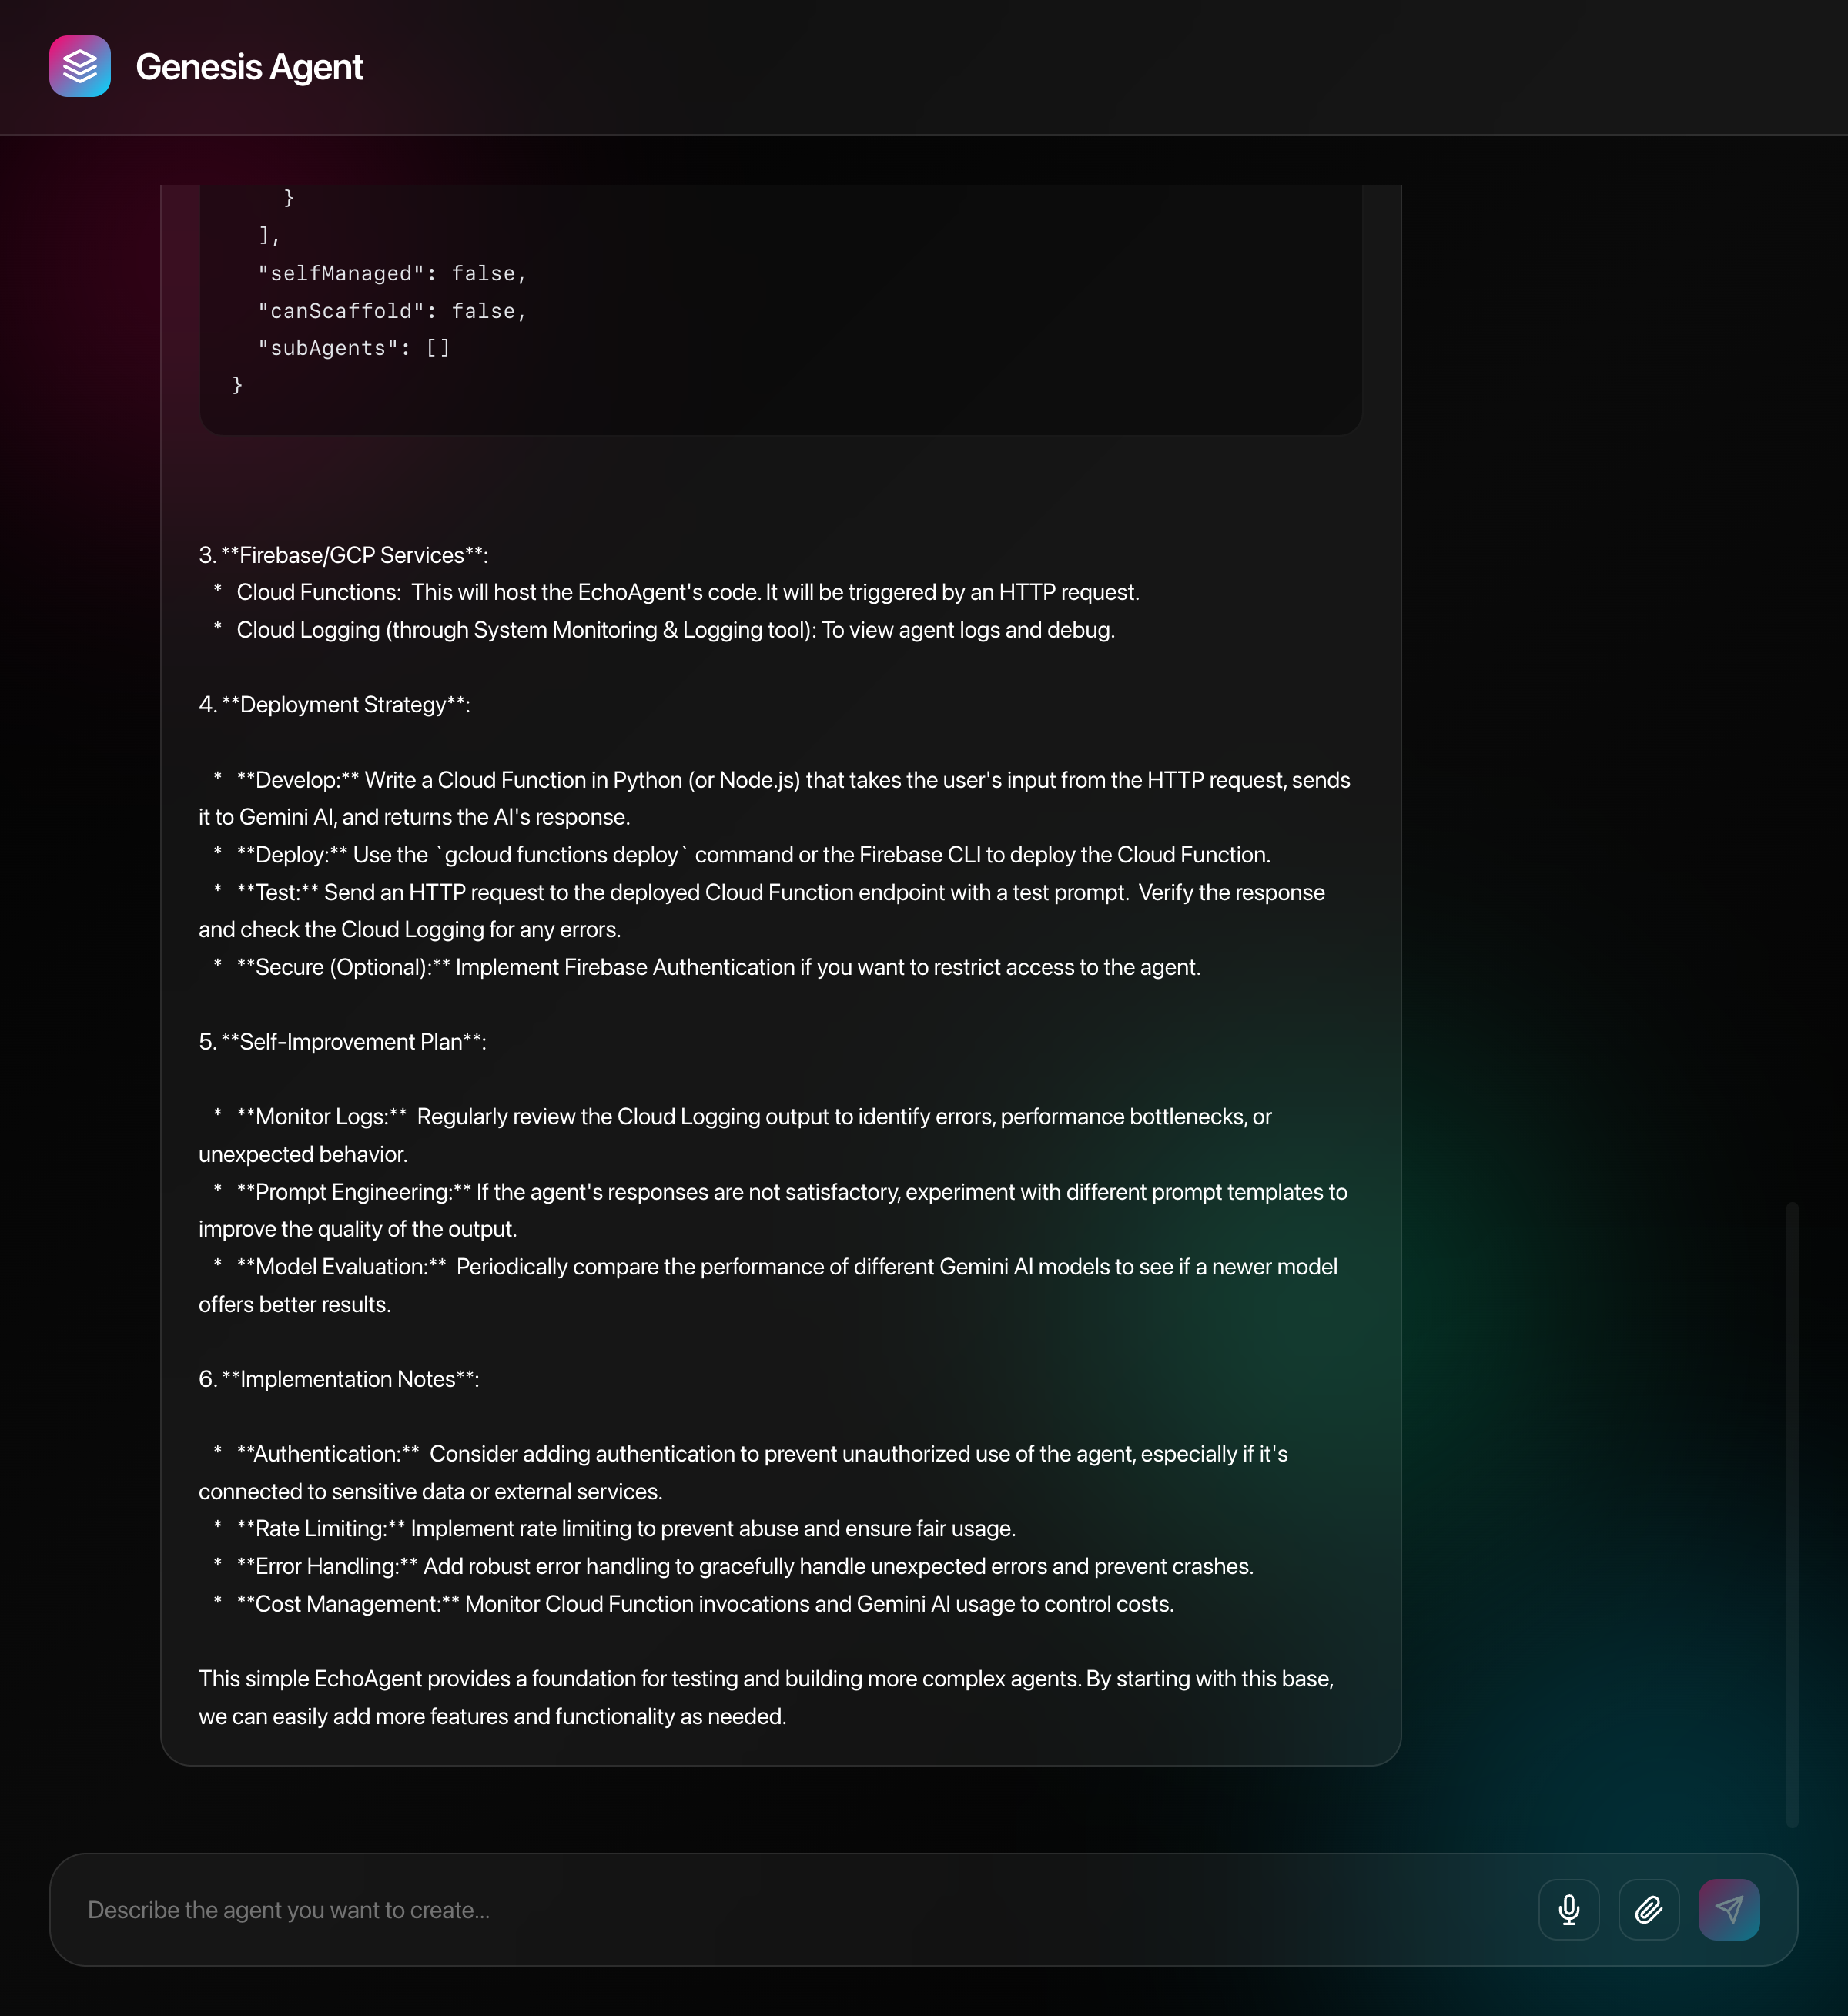 Genesis Agent
}
],
"selfManaged": false,
"canScaffold": false,
"subAgents": []
}
3. **Firebase/GCP Services**:
* Cloud Functions: This will host the EchoAgent's code. It will be triggered by an HTTP request.
* Cloud Logging (through System Monitoring & Logging tool): To view agent logs and debug.
4. **Deployment Strategy**:
* **Develop:** Write a Cloud Function in Python (or Node.js) that takes the user's input from the HTTP request, sends
it to Gemini AI, and returns the AI's response.
* **Deploy:** Use the `gcloud functions deploy` command or the Firebase CLI to deploy the Cloud Function.
* **Test:** Send an HTTP request to the deployed Cloud Function endpoint with a test prompt. Verify the response
and check the Cloud Logging for any errors.
* **Secure (Optional):** Implement Firebase Authentication if you want to restrict access to the agent.
5. **Self-Improvement Plan**:
* **Monitor Logs:** Regularly review the Cloud Logging output to identify errors, performance bottlenecks, or
unexpected behavior.
* **Prompt Engineering:** If the agent's responses are not satisfactory, experiment with different prompt templates to
improve the quality of the output.
* **Model Evaluation:** Periodically compare the performance of different Gemini AI models to see if a newer model
offers better results.
6. **Implementation Notes**:
* **Authentication:** Consider adding authentication to prevent unauthorized use of the agent, especially if it's
connected to sensitive data or external services.
* **Rate Limiting:** Implement rate limiting to prevent abuse and ensure fair usage.
* **Error Handling:** Add robust error handling to gracefully handle unexpected errors and prevent crashes.
* **Cost Management:** Monitor Cloud Function invocations and Gemini AI usage to control costs.
This simple EchoAgent provides a foundation for testing and building more complex agents. By starting with this base,
we can easily add more features and functionality as needed.
Describe the agent you want to create...